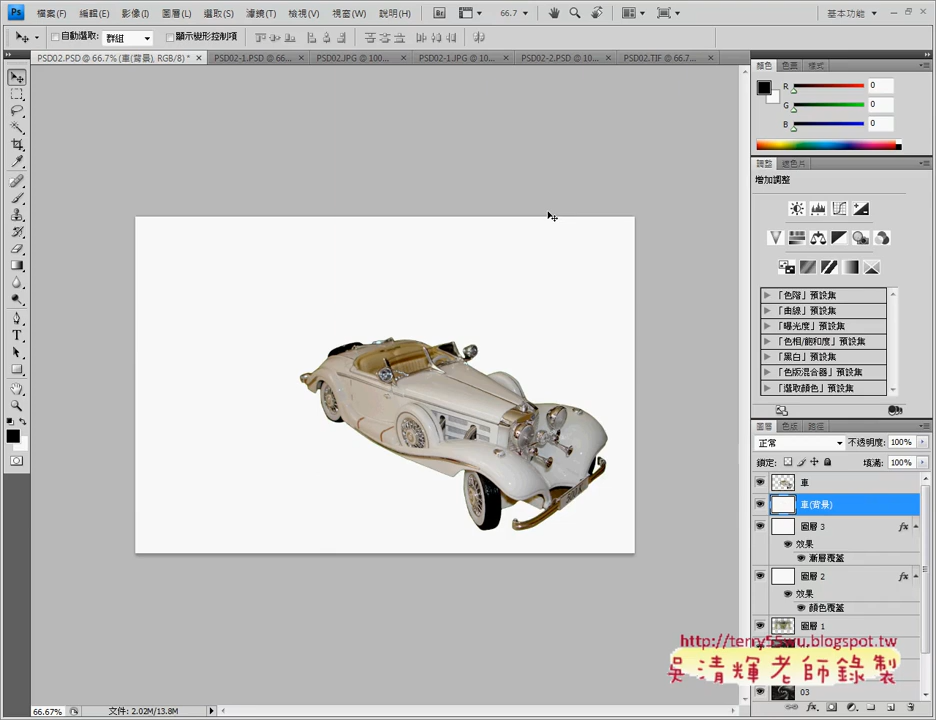 Ps 檔案(F) 編輯(E) 影像(I) 圖層(L) 選取(S) 濾鏡(T) 檢視(V) 視窗(W) 說明(H) Br 66.7 基本功能
自動選取: 群組 顯示變形控制項
PSD02.PSD @ 66.7% (車(背景), RGB/8) * PSD02-1.PSD @ 66... PSD02.JPG @ 100... PSD02-1.JPG @ 10... PSD02-2.PSD @ 10... PSD02.TIF @ 66.7...
顏色 色票 樣式
R 0
G 0
B 0
調整 遮色片
增加調整
「色階」預設集
「曲線」預設集
「曝光度」預設集
「色相/飽和度」預設集
「黑白」預設集
「色版混合器」預設集
「選取顏色」預設集
圖層 色版 路徑
正常 不透明度: 100%
鎖定: 填滿: 100%
車
車(背景)
圖層 3 fx
效果
漸層覆蓋
圖層 2 fx
效果
顏色覆蓋
圖層 1
http://terry55wu.blogspot.tw
吳清輝老師錄製
03
66.67% 文件: 2.02M/13.8M